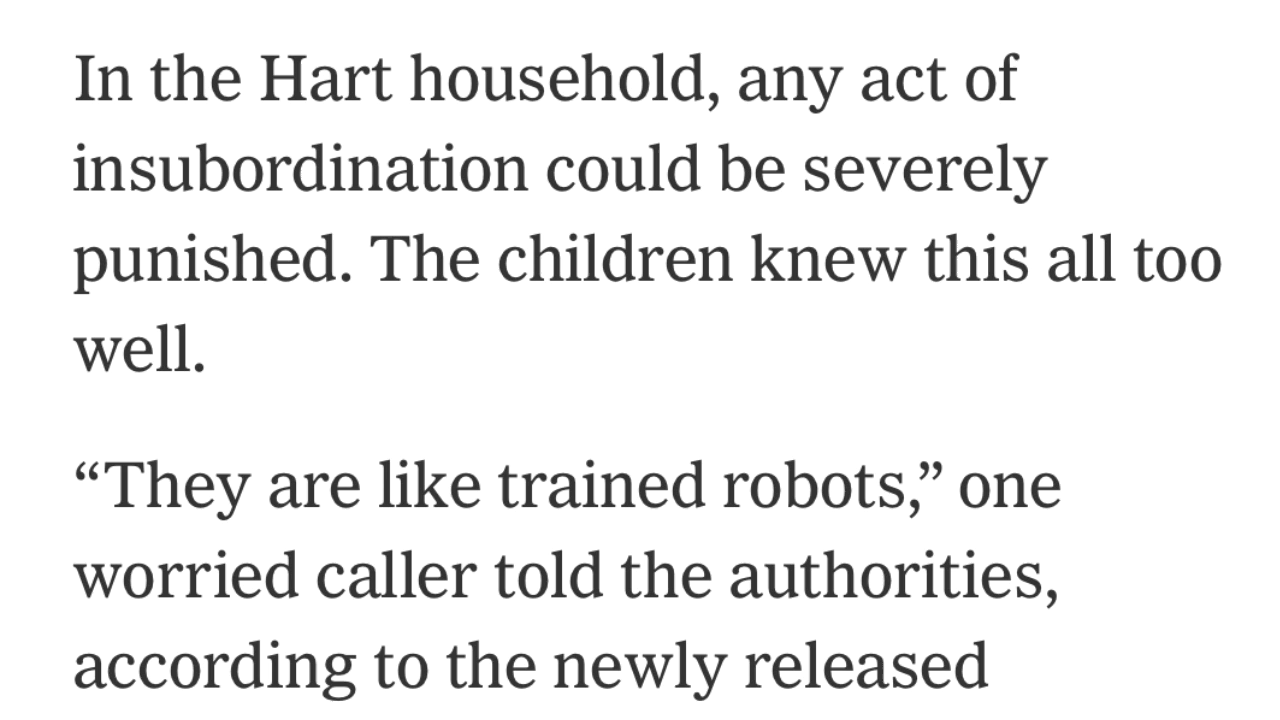 In the Hart household, any act of
insubordination could be severely
punished. The children knew this all too
well.
“They are like trained robots,” one
worried caller told the authorities,
according to the newly released